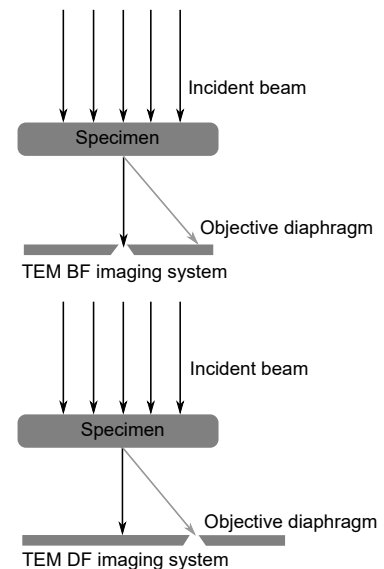 Incident beam
Specimen
Objective diaphragm
TEM BF imaging system
Incident beam
Specimen
Objective diaphragm
TEM DF imaging system